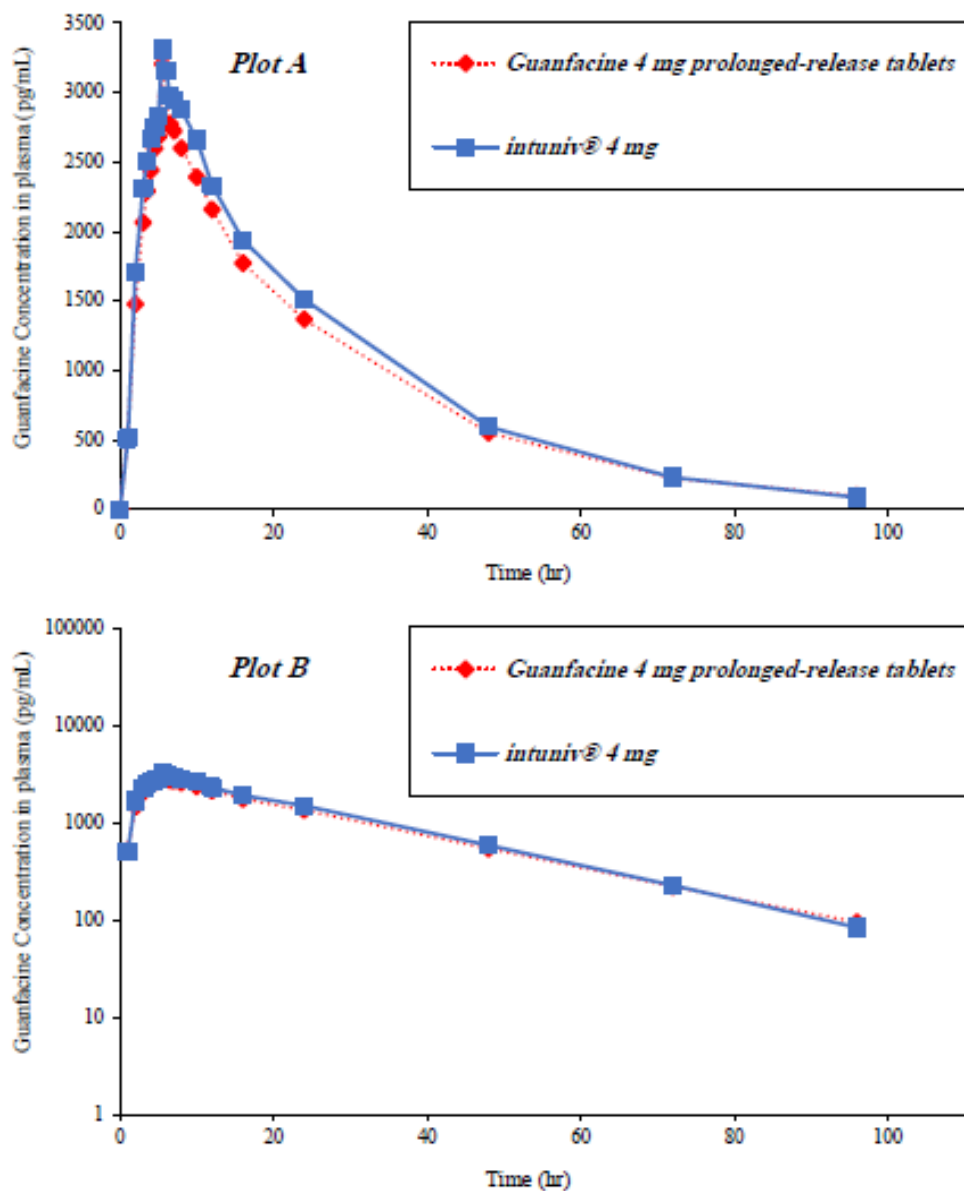 Plot A
Guanfacine 4 mg prolonged-release tablets
intuniv® 4 mg
Guanfacine Concentration in plasma (pg/mL)
3500
3000
2500
2000
1500
1000
500
0
0 20 40 60 80 100
Time (hr)
Plot B
Guanfacine 4 mg prolonged-release tablets
intuniv® 4 mg
Guanfacine Concentration in plasma (pg/mL)
100000
10000
1000
100
10
1
0 20 40 60 80 100
Time (hr)